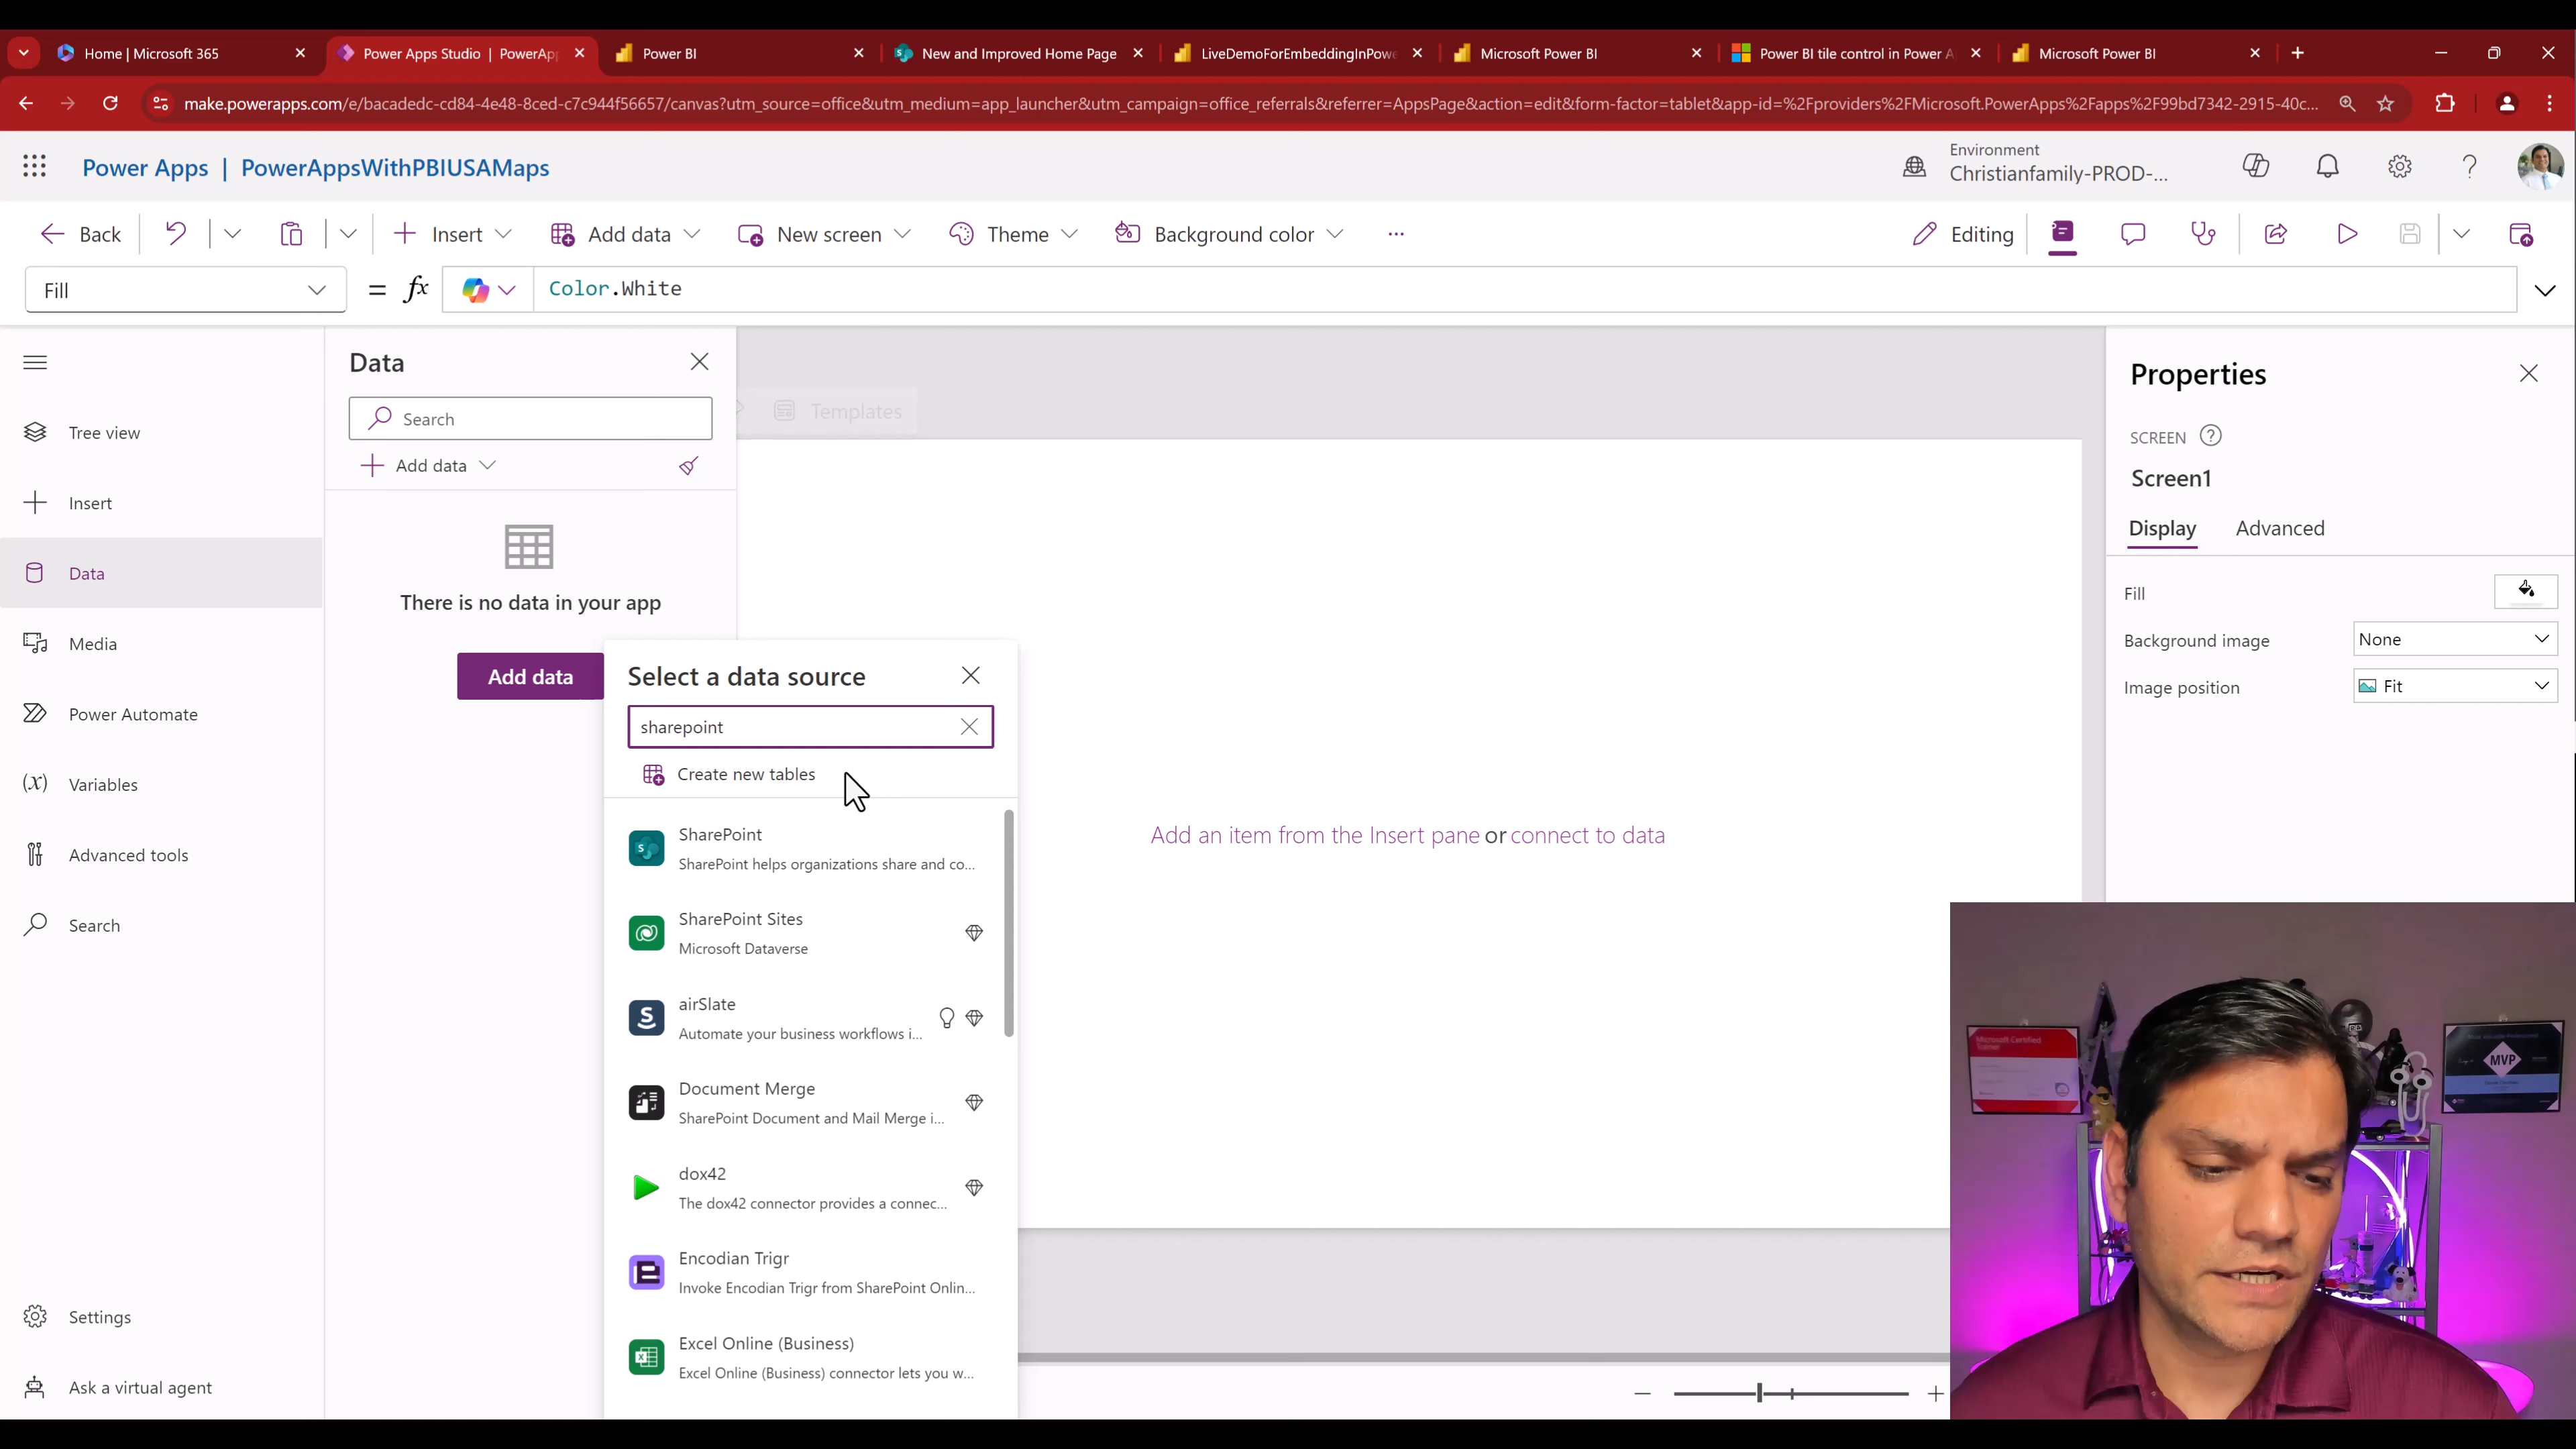 Home | Microsoft 365
Power Apps Studio | PowerApp
Power BI
New and Improved Home Page
LiveDemoForEmbeddingInPowe
Microsoft Power BI
Power BI tile control in Power A
Microsoft Power BI
make.powerapps.com/e/bacadedc-cd84-4e48-8ced-c7c944f56657/canvas?utm_source=office&utm_medium=app_launcher&utm_campaign=office_referrals&referrer=AppsPage&action=edit&form-factor=tablet&app-id=%2Fproviders%2FMicrosoft.PowerApps%2Fapps%2F99bd7342-2915-40c...
Power Apps | PowerAppsWithPBIUSAMaps
Environment
Christianfamily-PROD-...
Back
Insert
Add data
New screen
Theme
Background color
...
Editing
Fill
= fx
Color.White
Data
Search
Add data
There is no data in your app
Add data
Tree view
Insert
Data
Media
Power Automate
(x) Variables
Advanced tools
Search
Settings
Ask a virtual agent
Templates
Select a data source
sharepoint
Create new tables
SharePoint
SharePoint helps organizations share and co...
SharePoint Sites
Microsoft Dataverse
airSlate
Automate your business workflows i...
Document Merge
SharePoint Document and Mail Merge i...
dox42
The dox42 connector provides a connec...
Encodian Trigr
Invoke Encodian Trigr from SharePoint Onlin...
Excel Online (Business)
Excel Online (Business) connector lets you w...
Add an item from the Insert pane or connect to data
Properties
SCREEN
Screen1
Display
Advanced
Fill
Background image
None
Image position
Fit
Microsoft Certified
Trainer
MVP